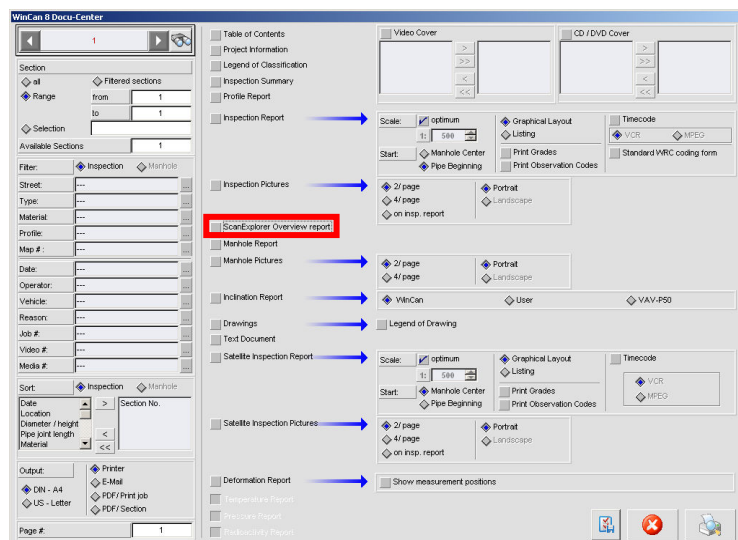 WinCan 8 Docu-Center
1
Section
all
Filtered sections
Range
from
1
to
1
Selection
Available Sections
1
Filter:
Inspection
Manhole
Street:
---
...
Type:
---
...
Material:
---
...
Profile:
---
...
Map # :
---
...
Date:
---
...
Operator:
---
...
Vehicle:
---
...
Reason:
---
...
Job #:
---
...
Video #:
---
...
Media #:
---
...
Sort:
Inspection
Manhole
Date
Location
Diameter / height
Pipe joint length
Material
>
<
<<
Section No.
Output:
Printer
E-Mail
DIN - A4
PDF/Print job
US - Letter
PDF/ Section
Page #:
1
Table of Contents
Project Information
Legend of Classification
Inspection Summary
Profile Report
Video Cover
>
>>
<
<<
CD / DVD Cover
>
>>
<
<<
Inspection Report
Scale:
optimum
1:
500
Graphical Layout
Listing
Timecode
VCR
MPEG
Start:
Manhole Center
Pipe Beginning
Print Grades
Print Observation Codes
Standard WRC coding form
Inspection Pictures
2/ page
4/ page
on insp. report
Portrait
Landscape
ScanExplorer Overview report
Manhole Report
Manhole Pictures
2/ page
4/ page
Portrait
Landscape
Inclination Report
WinCan
User
VAV-P50
Drawings
Legend of Drawing
Text Document
Satellite Inspection Report
Scale:
optimum
1:
500
Graphical Layout
Listing
Timecode
VCR
MPEG
Start:
Manhole Center
Pipe Beginning
Print Grades
Print Observation Codes
Satellite Inspection Pictures
2/ page
4/ page
on insp. report
Portrait
Landscape
Deformation Report
Show measurement positions
Temperature Report
Pressure Report
Radioactivity Report